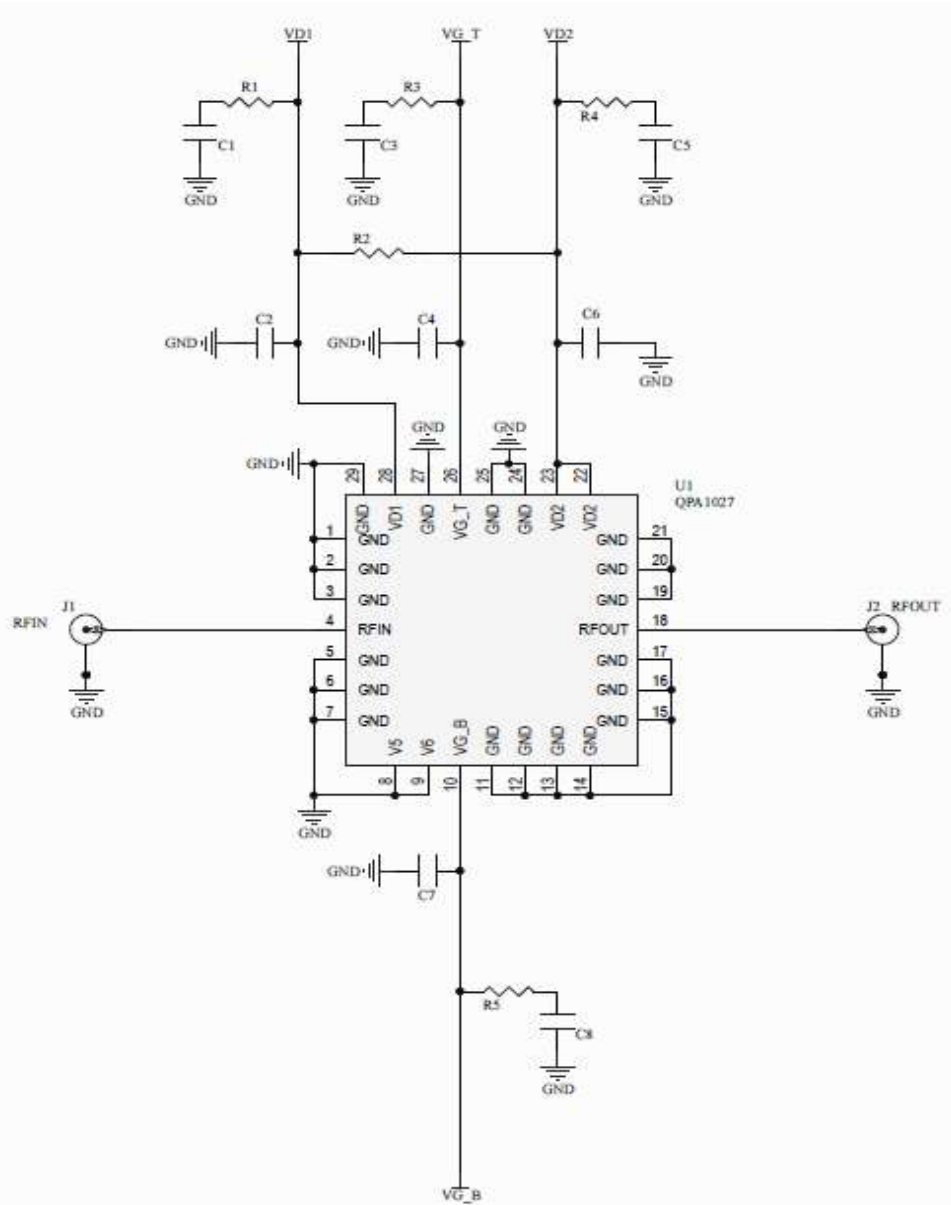 VD1 VG_T VD2
R1 R3 R4
C1 C3 C5
GND GND GND
R2
C2 C4 C6
GND GND GND
GND GND
GND
29 28 27 26 25 24 23 22
U1
QPA1027
GND VD1 GND VG_T GND GND VD2 VD2
1 GND GND 21
2 GND GND 20
3 GND GND 19
RFIN J1 4 RFIN RFOUT 18 J2 RFOUT
5 GND GND 17
6 GND GND 16
7 GND GND 15
GND GND
V5 V6 VG_B GND GND GND GND
8 9 10 11 12 13 14
GND
GND C7
R5
C8
GND
VG_B